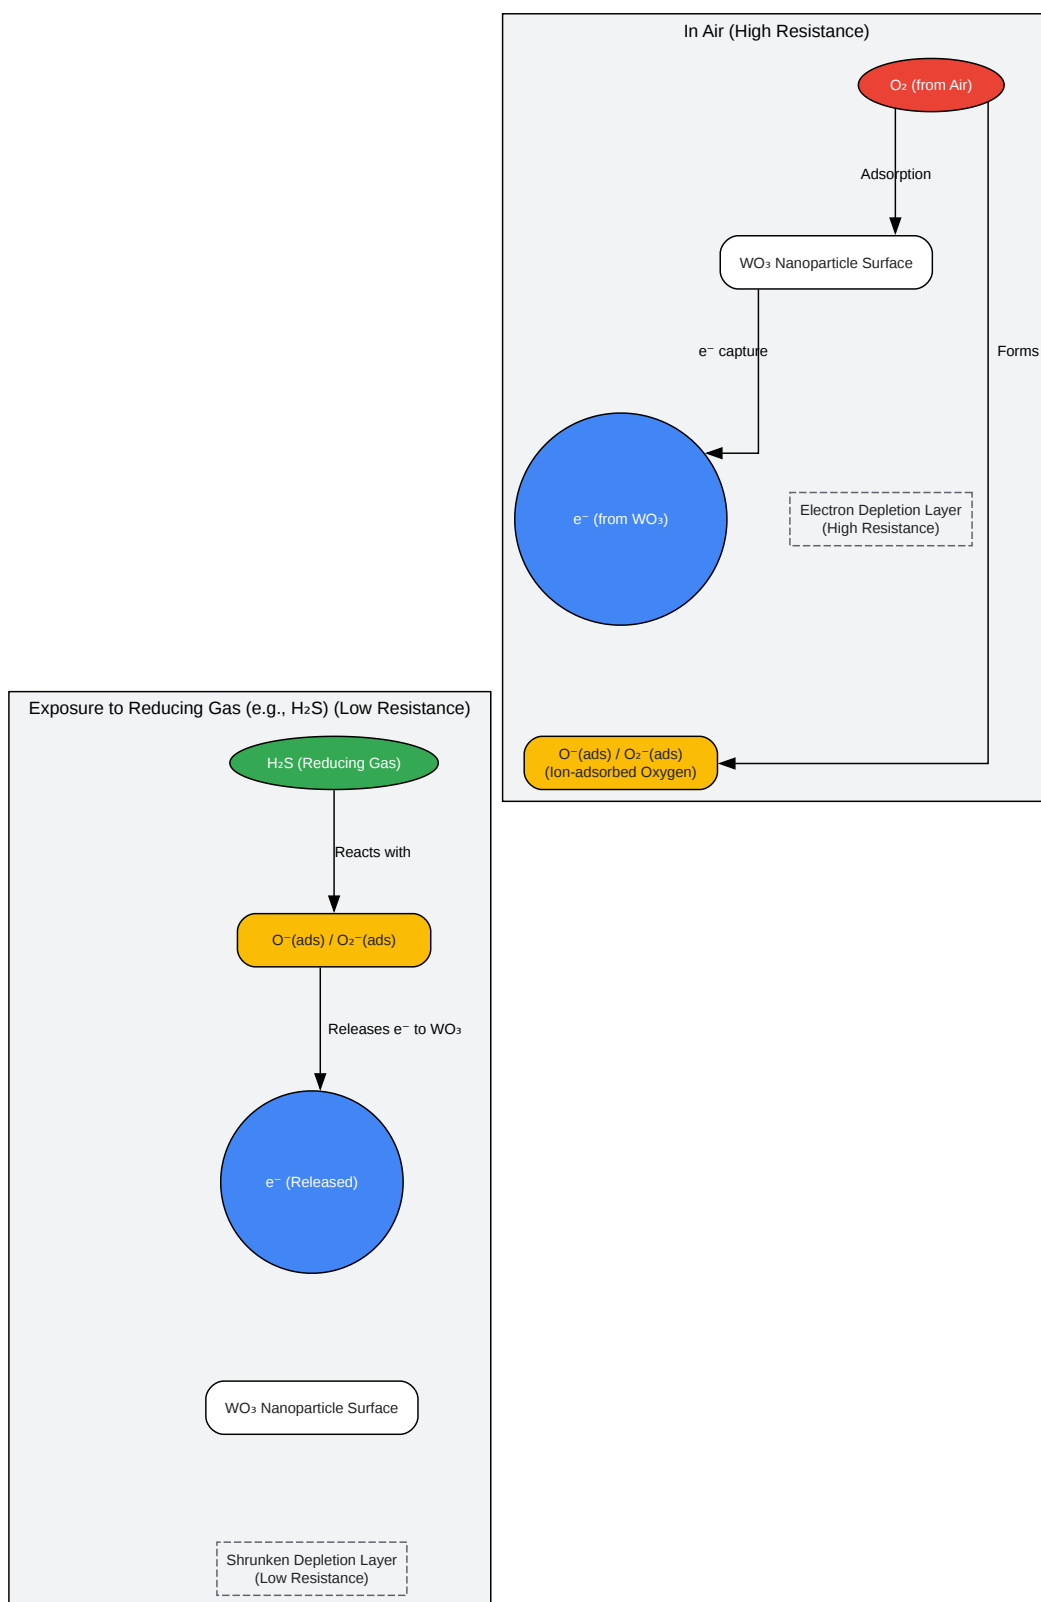 In Air (High Resistance)
O₂ (from Air)
Adsorption
WO₃ Nanoparticle Surface
e⁻ capture
Forms
e⁻ (from WO₃)
Electron Depletion Layer
(High Resistance)
O⁻(ads) / O₂⁻(ads)
(Ion-adsorbed Oxygen)
Exposure to Reducing Gas (e.g., H₂S) (Low Resistance)
H₂S (Reducing Gas)
Reacts with
O⁻(ads) / O₂⁻(ads)
Releases e⁻ to WO₃
e⁻ (Released)
WO₃ Nanoparticle Surface
Shrunken Depletion Layer
(Low Resistance)